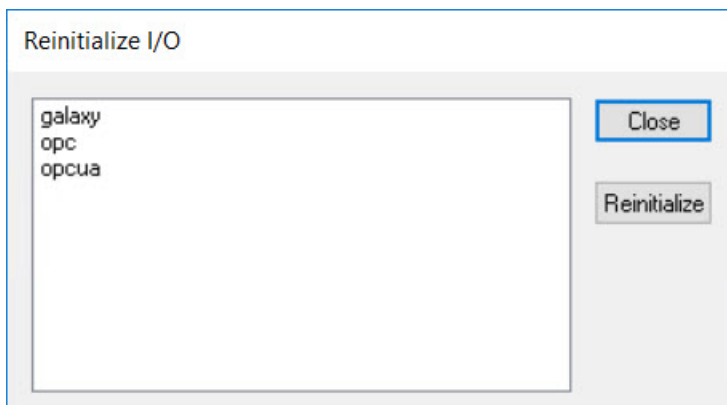 Reinitialize I/O
galaxy
opc
opcua
Close
Reinitialize